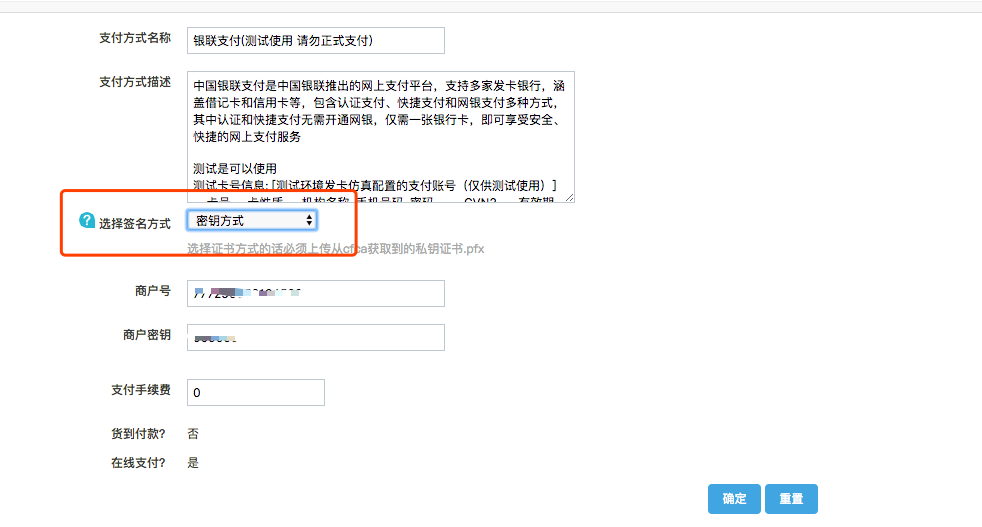 支付方式名称
银联支付(测试使用 请勿正式支付)
支付方式描述
中国银联支付是中国银联推出的网上支付平台，支持多家发卡银行，涵
盖借记卡和信用卡等，包含认证支付、快捷支付和网银支付多种方式，
其中认证和快捷支付无需开通网银，仅需一张银行卡，即可享受安全、
快捷的网上支付服务
测试是可以使用
测试卡号信息: [测试环境发卡仿真配置的支付账号（仅供测试使用）]
? 选择签名方式
密钥方式
选择证书方式的话必须上传从cfca获取到的私钥证书.pfx
商户号
商户密钥
支付手续费
0
货到付款?
否
在线支付?
是
确定
重置